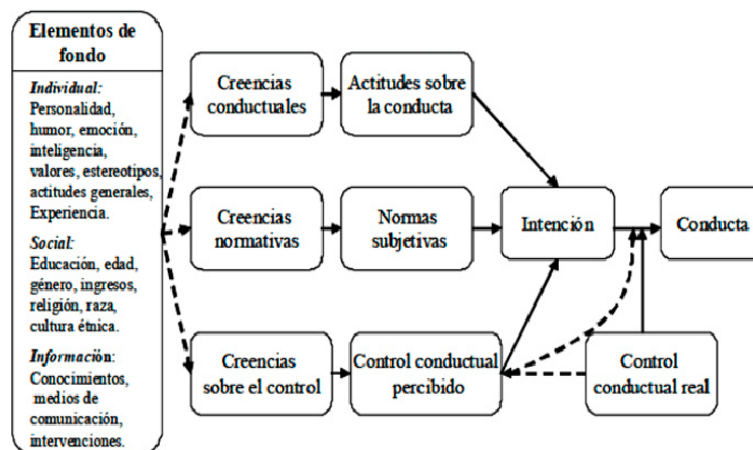 Elementos de
fondo
Individual:
Personalidad,
humor, emoción,
inteligencia,
valores, estereotipos,
actitudes generales,
Experiencia.
Social:
Educación, edad,
género, ingresos,
religión, raza,
cultura étnica.
Información:
Conocimientos,
medios de
comunicación,
intervenciones.
Creencias
conductuales
Actitudes sobre
la conducta
Creencias
normativas
Normas
subjetivas
Intención
Conducta
Creencias
sobre el control
Control conductual
percibido
Control
conductual real